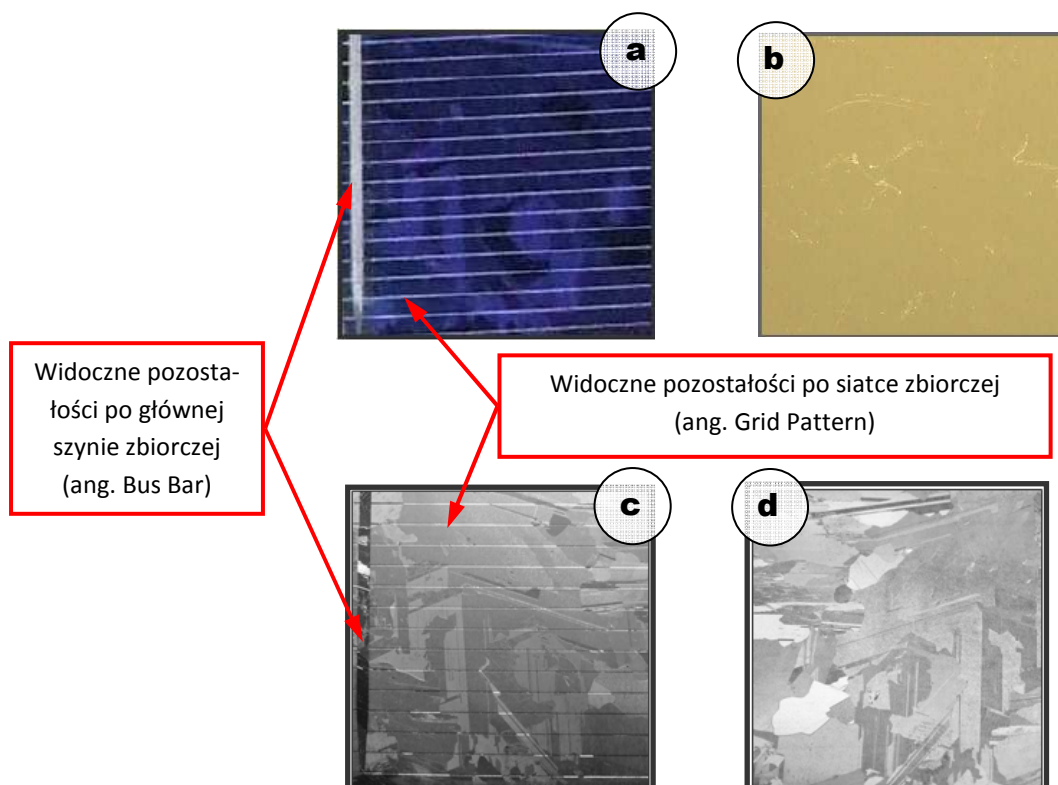 a
b
Widoczne pozosta-
łości po głównej
szynie zbiorczej
(ang. Bus Bar)
Widoczne pozostałości po siatce zbiorczej
(ang. Grid Pattern)
c
d